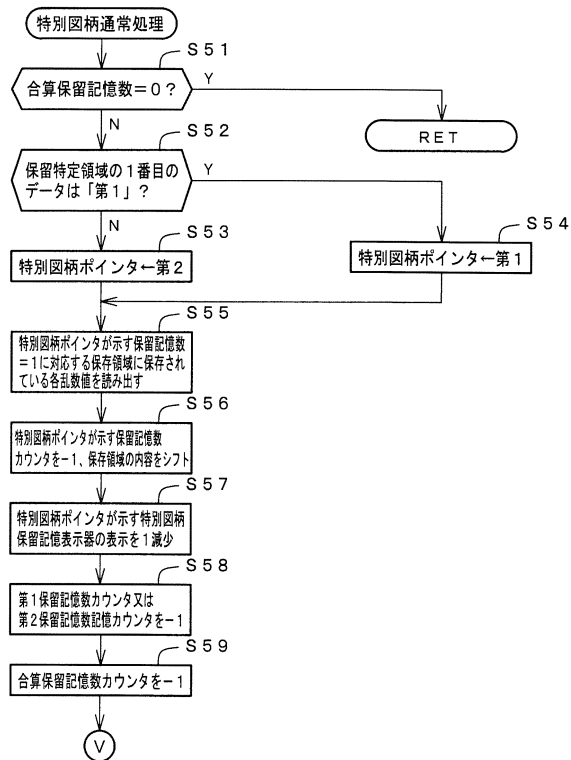 特別図柄通常処理
S51
合算保留記憶数＝0？
Y
N
RET
S52
保留特定領域の1番目の
データは「第1」？
Y
N
S53
特別図柄ポインタ←第2
S54
特別図柄ポインタ←第1
S55
特別図柄ポインタが示す保留記憶数
＝1に対応する保存領域に保存され
ている各乱数値を読み出す
S56
特別図柄ポインタが示す保留記憶数
カウンタを−1、保存領域の内容をシフト
S57
特別図柄ポインタが示す特別図柄
保留記憶表示器の表示を1減少
S58
第1保留記憶数カウンタ又は
第2保留記憶数記憶カウンタを−1
S59
合算保留記憶数カウンタを−1
V